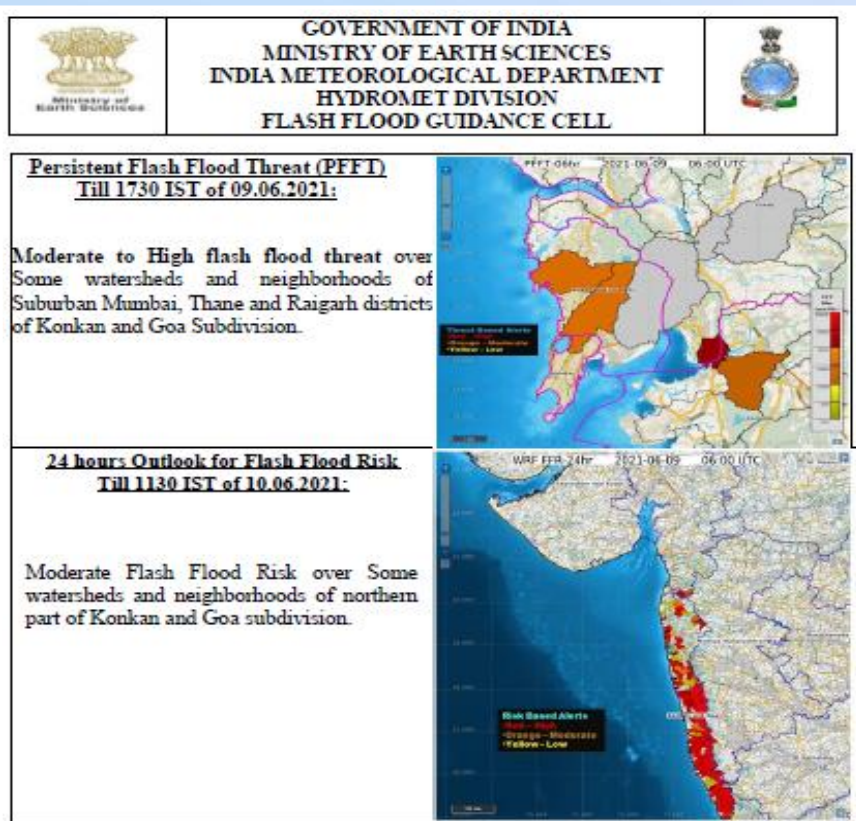 GOVERNMENT OF INDIA
MINISTRY OF EARTH SCIENCES
INDIA METEOROLOGICAL DEPARTMENT
HYDROMET DIVISION
FLASH FLOOD GUIDANCE CELL
Ministry of
Earth Sciences
Persistent Flash Flood Threat (PFFT)
Till 1730 IST of 09.06.2021:
Moderate to High flash flood threat over
Some watersheds and neighborhoods of
Suburban Mumbai, Thane and Raigarh districts
of Konkan and Goa Subdivision.
PFFT-06hr 2021-06-09 06:00 UTC
Threat Based Alerts
•Red - High
•Orange - Moderate
•Yellow - Low
24 hours Outlook for Flash Flood Risk
Till 1130 IST of 10.06.2021:
Moderate Flash Flood Risk over Some
watersheds and neighborhoods of northern
part of Konkan and Goa subdivision.
WRF FFR-24hr 2021-06-09 06:00 UTC
Risk Based Alerts
•Red - High
•Orange - Moderate
•Yellow - Low